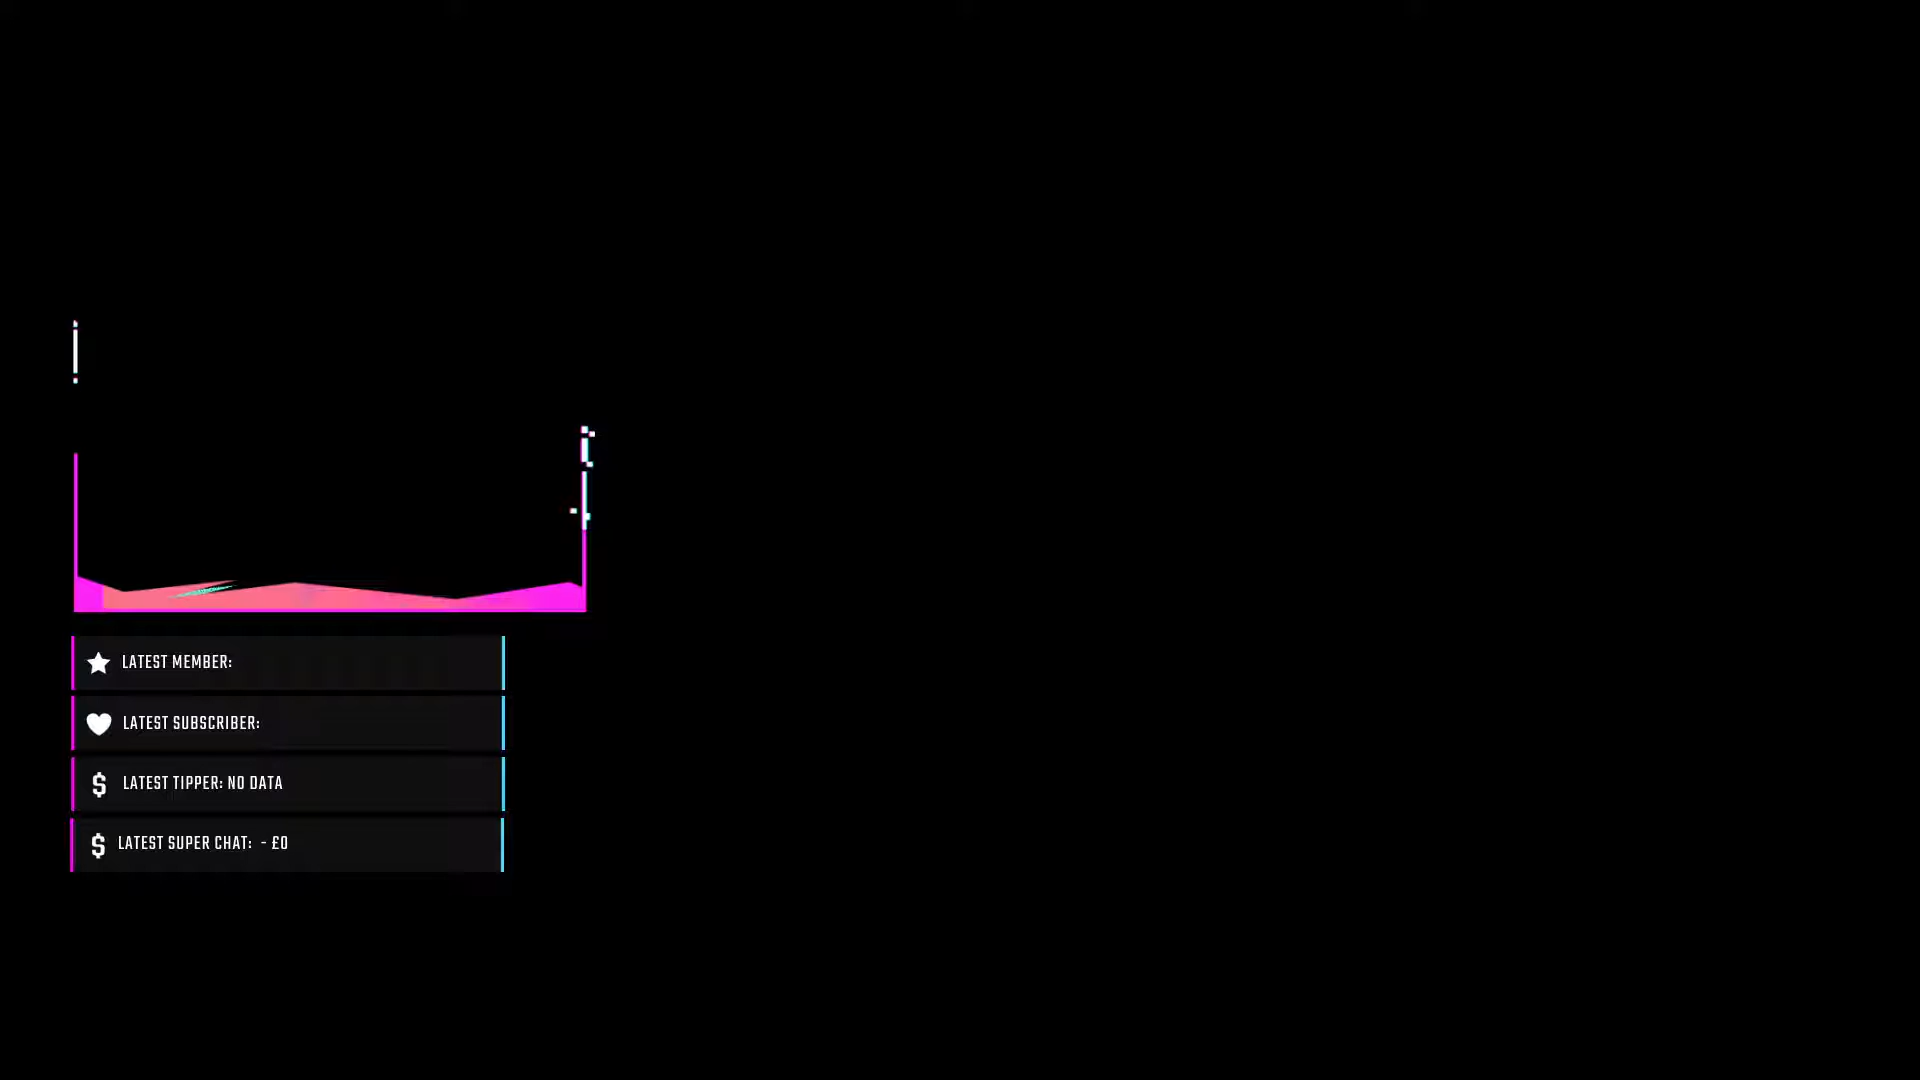 LATEST MEMBER:
LATEST SUBSCRIBER:
LATEST TIPPER: NO DATA
LATEST SUPER CHAT: - £0